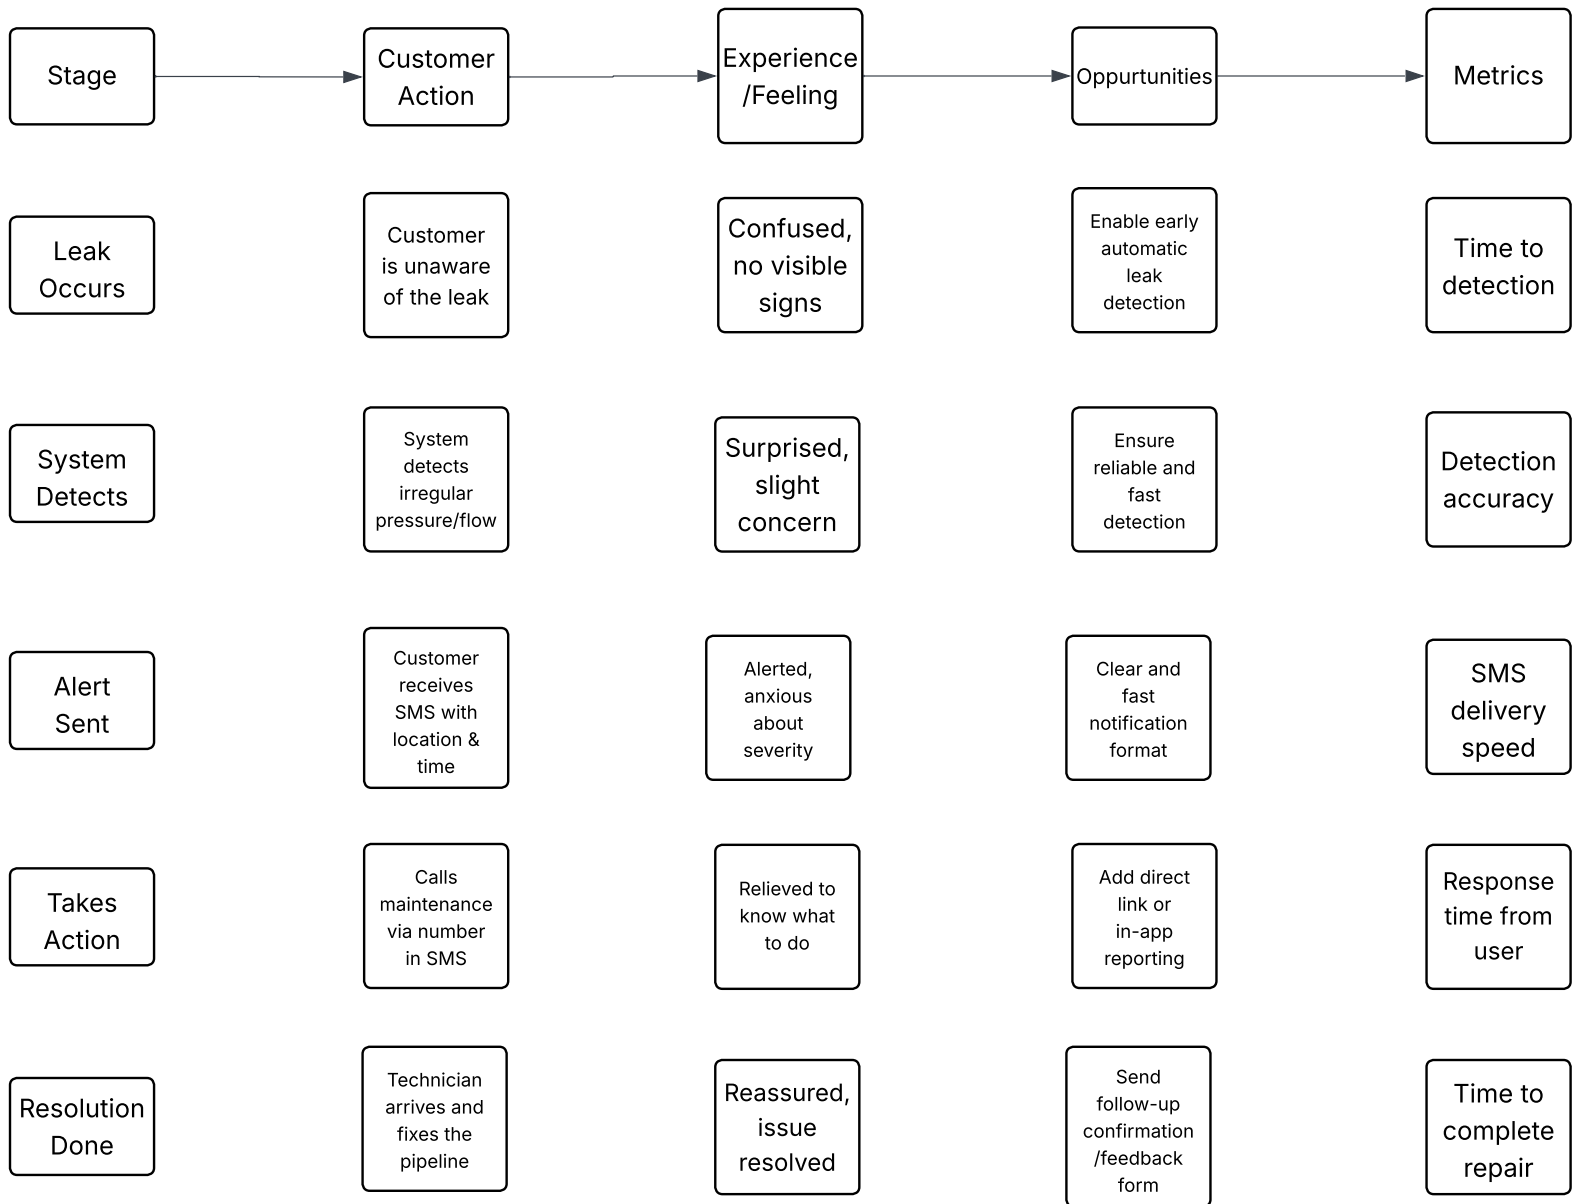 Stage
Customer
Action
Experience
/Feeling
Oppurtunities
Metrics
Leak
Occurs
Customer
is unaware
of the leak
Confused,
no visible
signs
Enable early
automatic
leak
detection
Time to
detection
System
Detects
System
detects
irregular
pressure/flow
Surprised,
slight
concern
Ensure
reliable and
fast
detection
Detection
accuracy
Alert
Sent
Customer
receives
SMS with
location &
time
Alerted,
anxious
about
severity
Clear and
fast
notification
format
SMS
delivery
speed
Takes
Action
Calls
maintenance
via number
in SMS
Relieved to
know what
to do
Add direct
link or
in-app
reporting
Response
time from
user
Resolution
Done
Technician
arrives and
fixes the
pipeline
Reassured,
issue
resolved
Send
follow-up
confirmation
/feedback
form
Time to
complete
repair